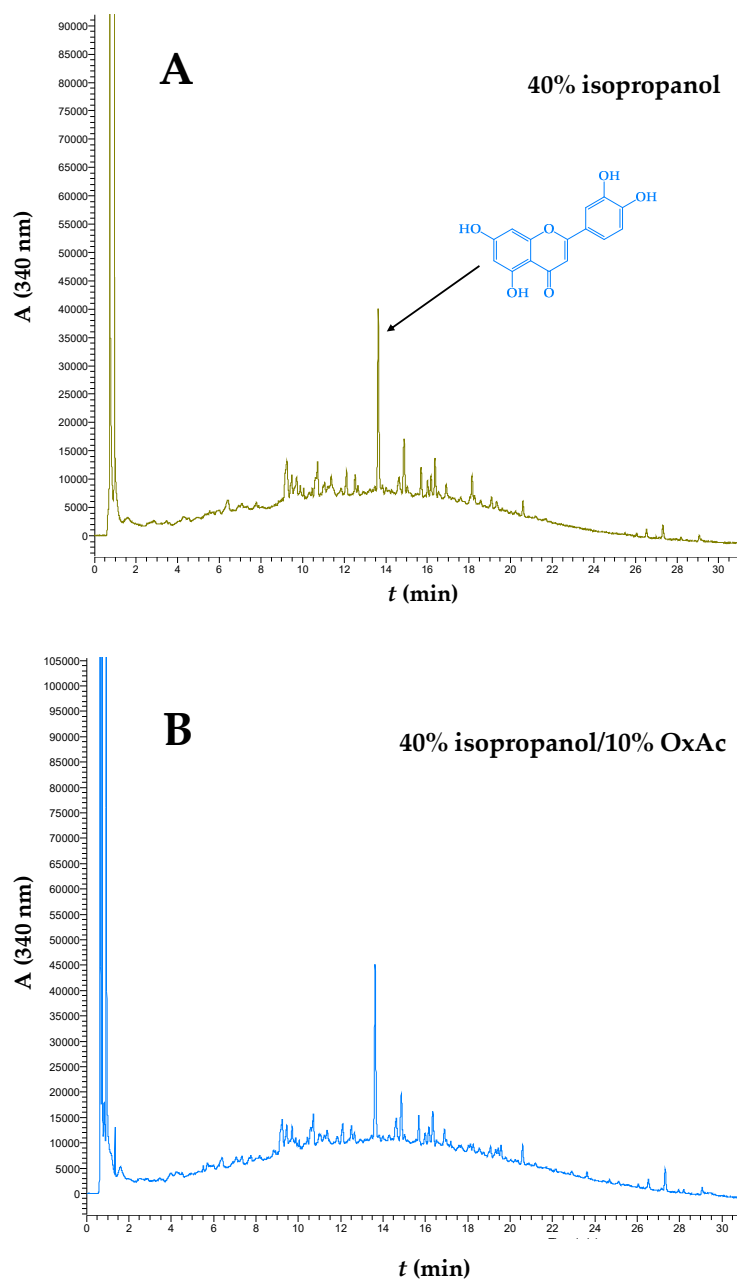 90000
85000
80000
75000
70000
65000
60000
55000
50000
45000
40000
35000
30000
25000
20000
15000
10000
5000
0
A (340 nm)
A
40% isopropanol
OH
OH
HO
O
OH
O
0 2 4 6 8 10 12 14 16 18 20 22 24 26 28 30
t (min)
105000
100000
95000
90000
85000
80000
75000
70000
65000
60000
55000
50000
45000
40000
35000
30000
25000
20000
15000
10000
5000
0
A (340 nm)
B
40% isopropanol/10% OxAc
0 2 4 6 8 10 12 14 16 18 20 22 24 26 28 30
t (min)